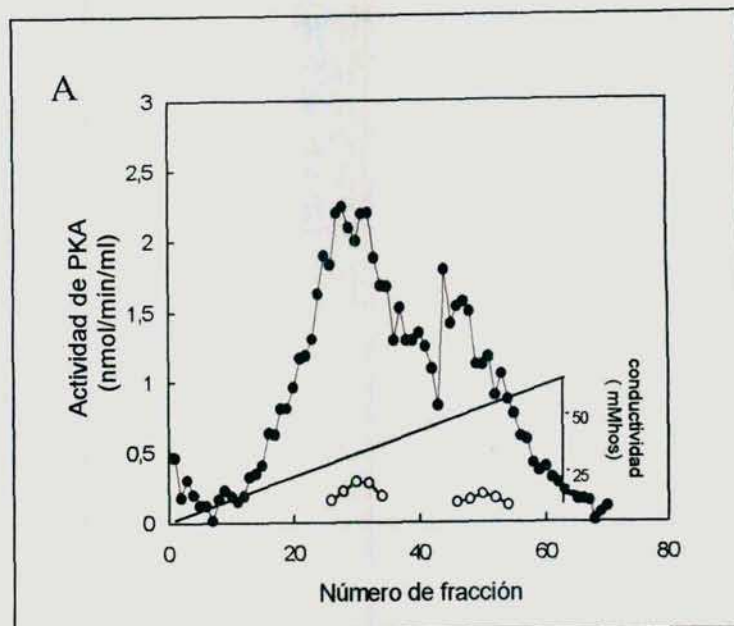 A
3
2,5
2
1,5
1
0,5
0
Actividad de PKA
(nmol/min/ml)
conductividad
( mMhos)
50
25
0
20
40
60
80
Número de fracción